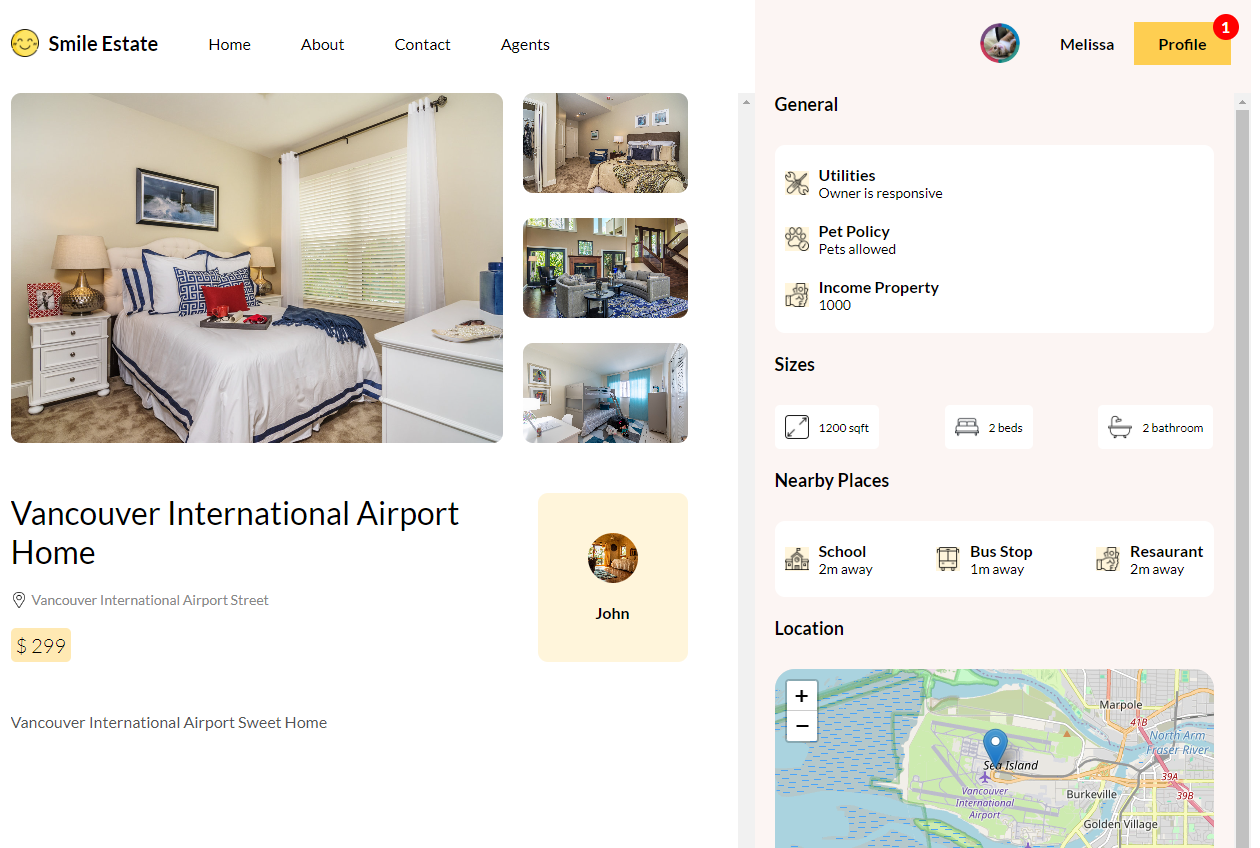 Smile Estate
Home
About
Contact
Agents
Melissa
Profile
1
Vancouver International Airport
Home
Vancouver International Airport Street
$ 299
John
Vancouver International Airport Sweet Home
General
Utilities
Owner is responsive
Pet Policy
Pets allowed
Income Property
1000
Sizes
1200 sqft
2 beds
2 bathroom
Nearby Places
School
2m away
Bus Stop
1m away
Resaurant
2m away
Location
+
−
Marpole
41B
North Arm
Fraser River
Sea Island
39A
Vancouver
International
Airport
Burkeville
39B
Golden Village